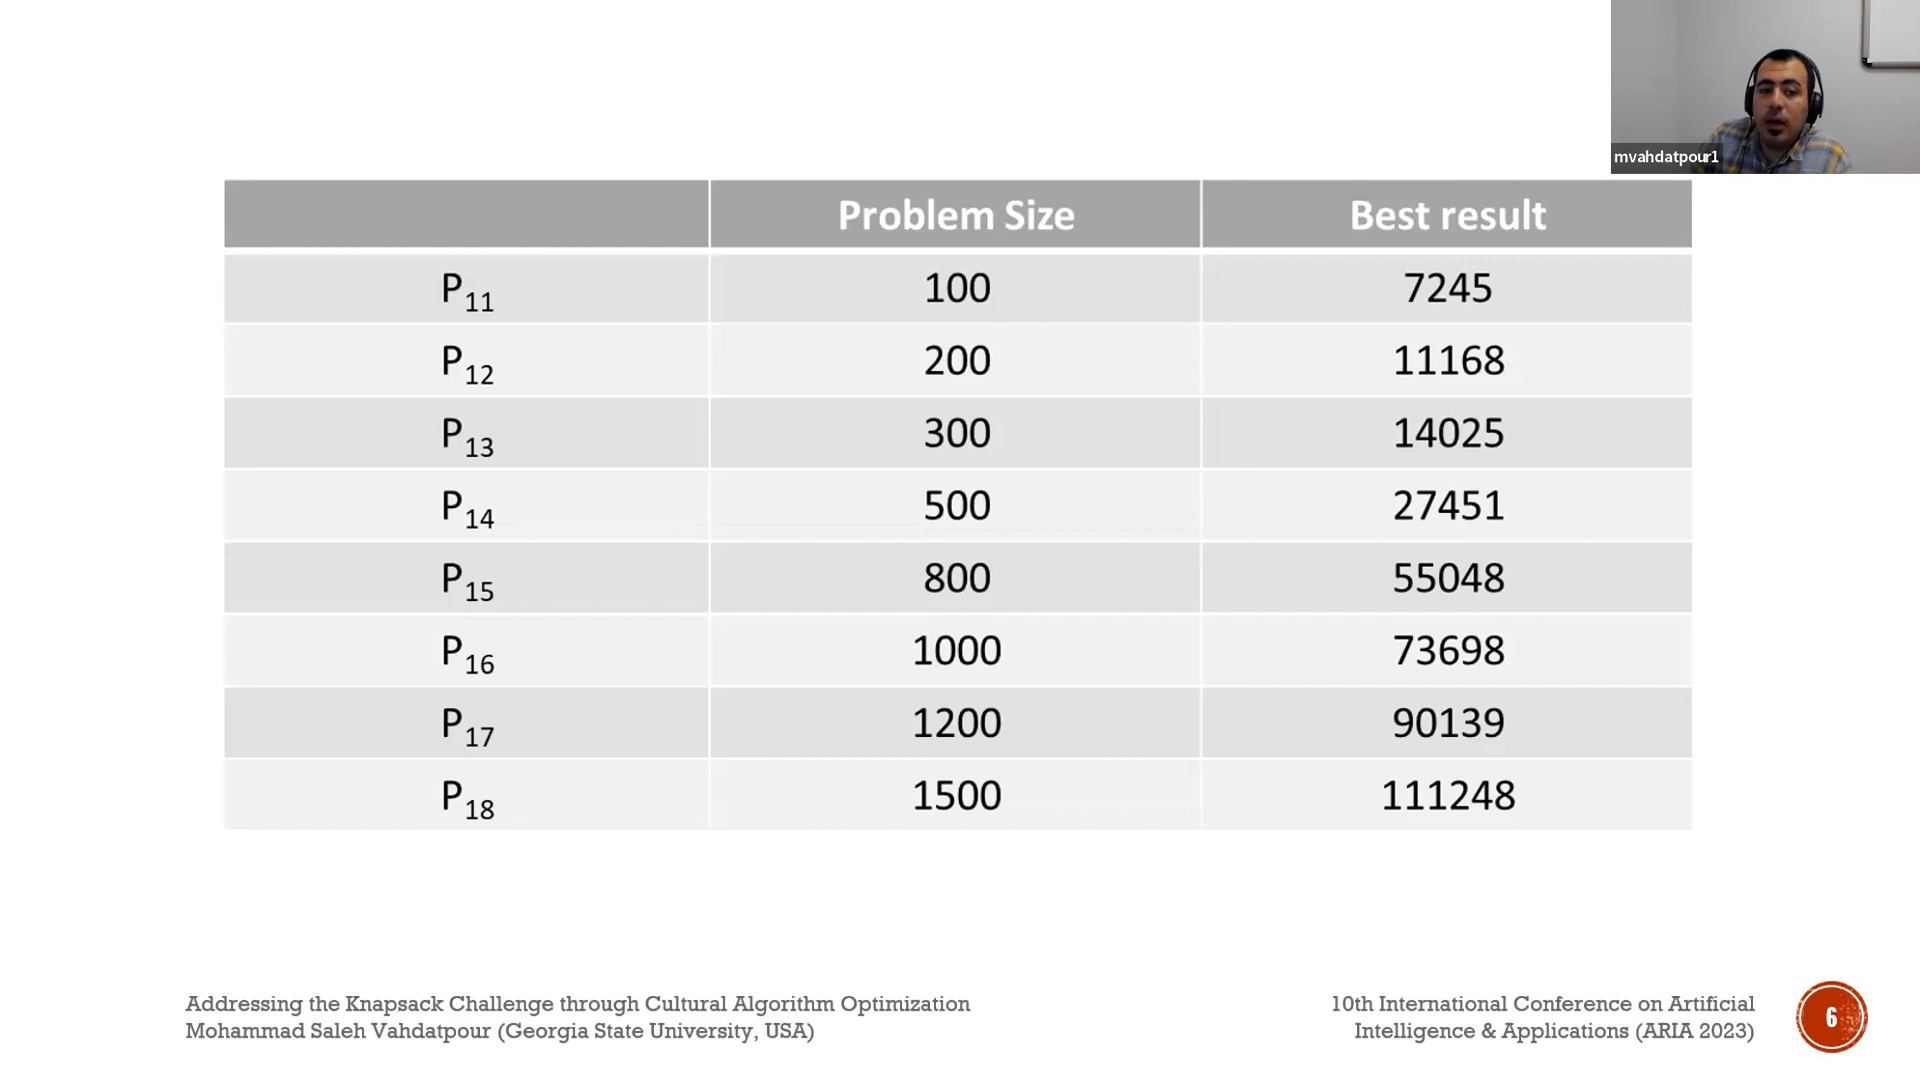 mvahdatpour1
Problem Size Best result
P11 100 7245
P12 200 11168
P13 300 14025
P14 500 27451
P15 800 55048
P16 1000 73698
P17 1200 90139
P18 1500 111248
Addressing the Knapsack Challenge through Cultural Algorithm Optimization
Mohammad Saleh Vahdatpour (Georgia State University, USA)
10th International Conference on Artificial
Intelligence & Applications (ARIA 2023)
6